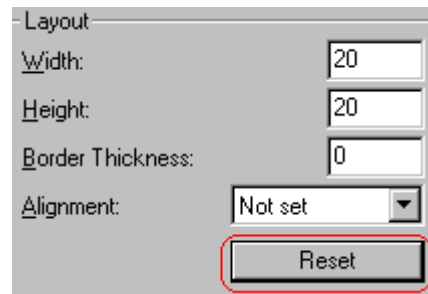 Layout
Width: 20
Height: 20
Border Thickness: 0
Alignment: Not set
Reset